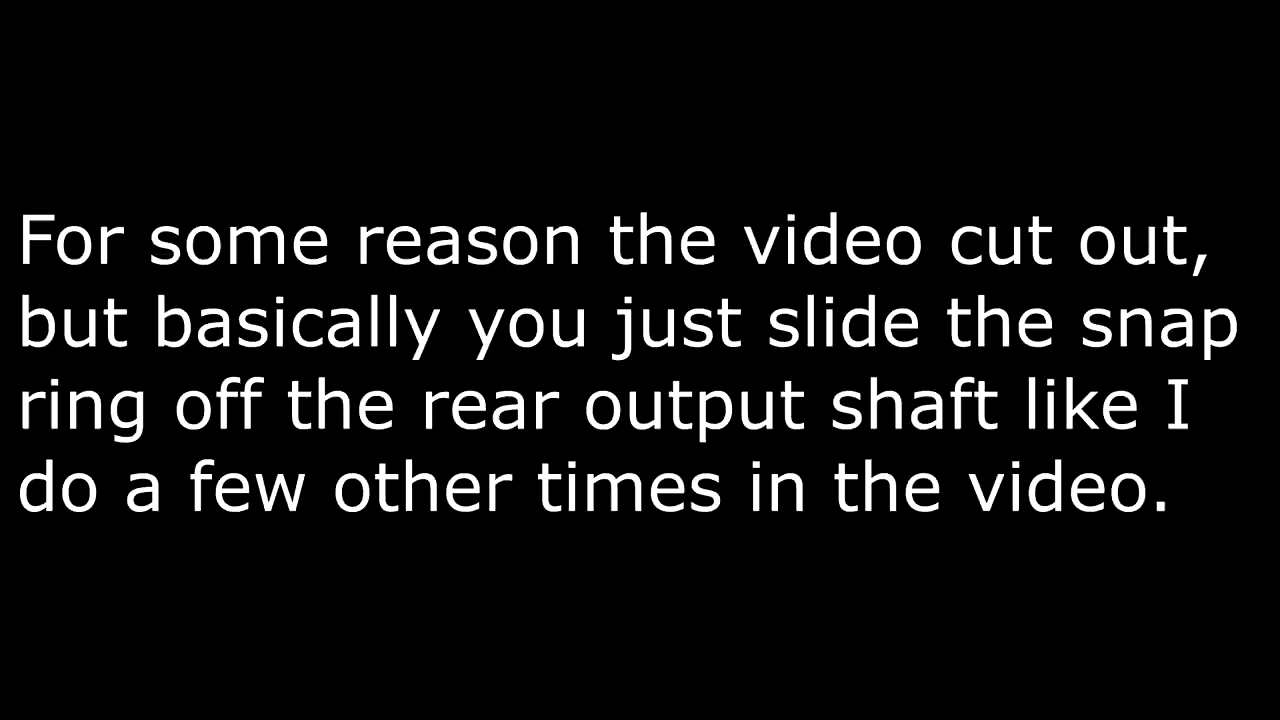 For some reason the video cut out,
but basically you just slide the snap
ring off the rear output shaft like I
do a few other times in the video.